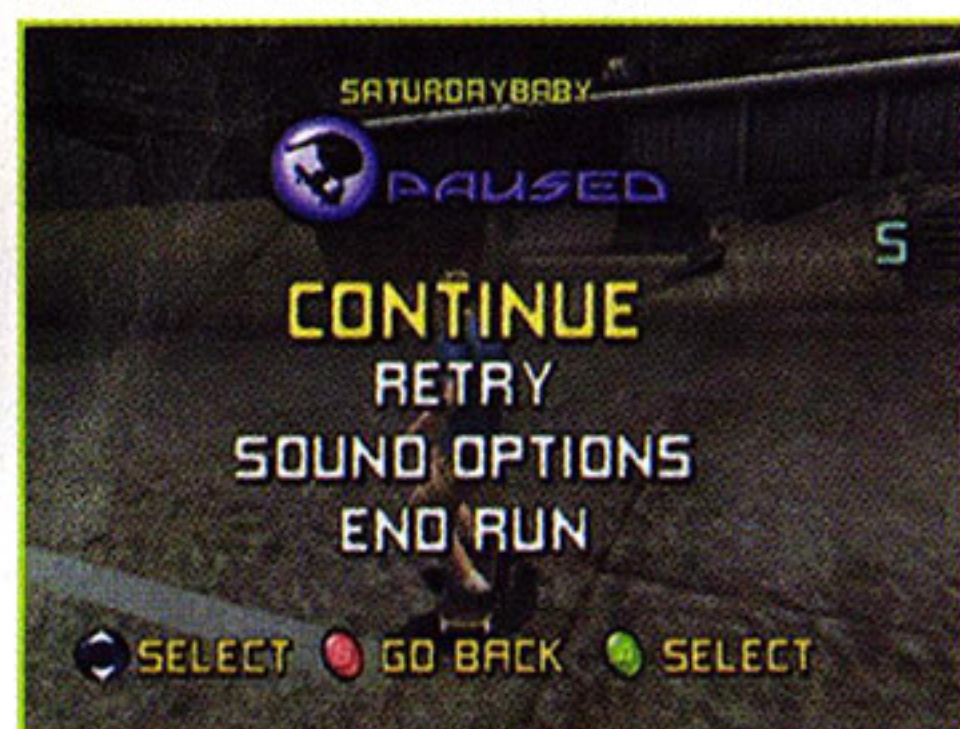 SATURDAYBABY
PAUSED
S
CONTINUE
RETRY
SOUND OPTIONS
END RUN
SELECT B GO BACK A SELECT